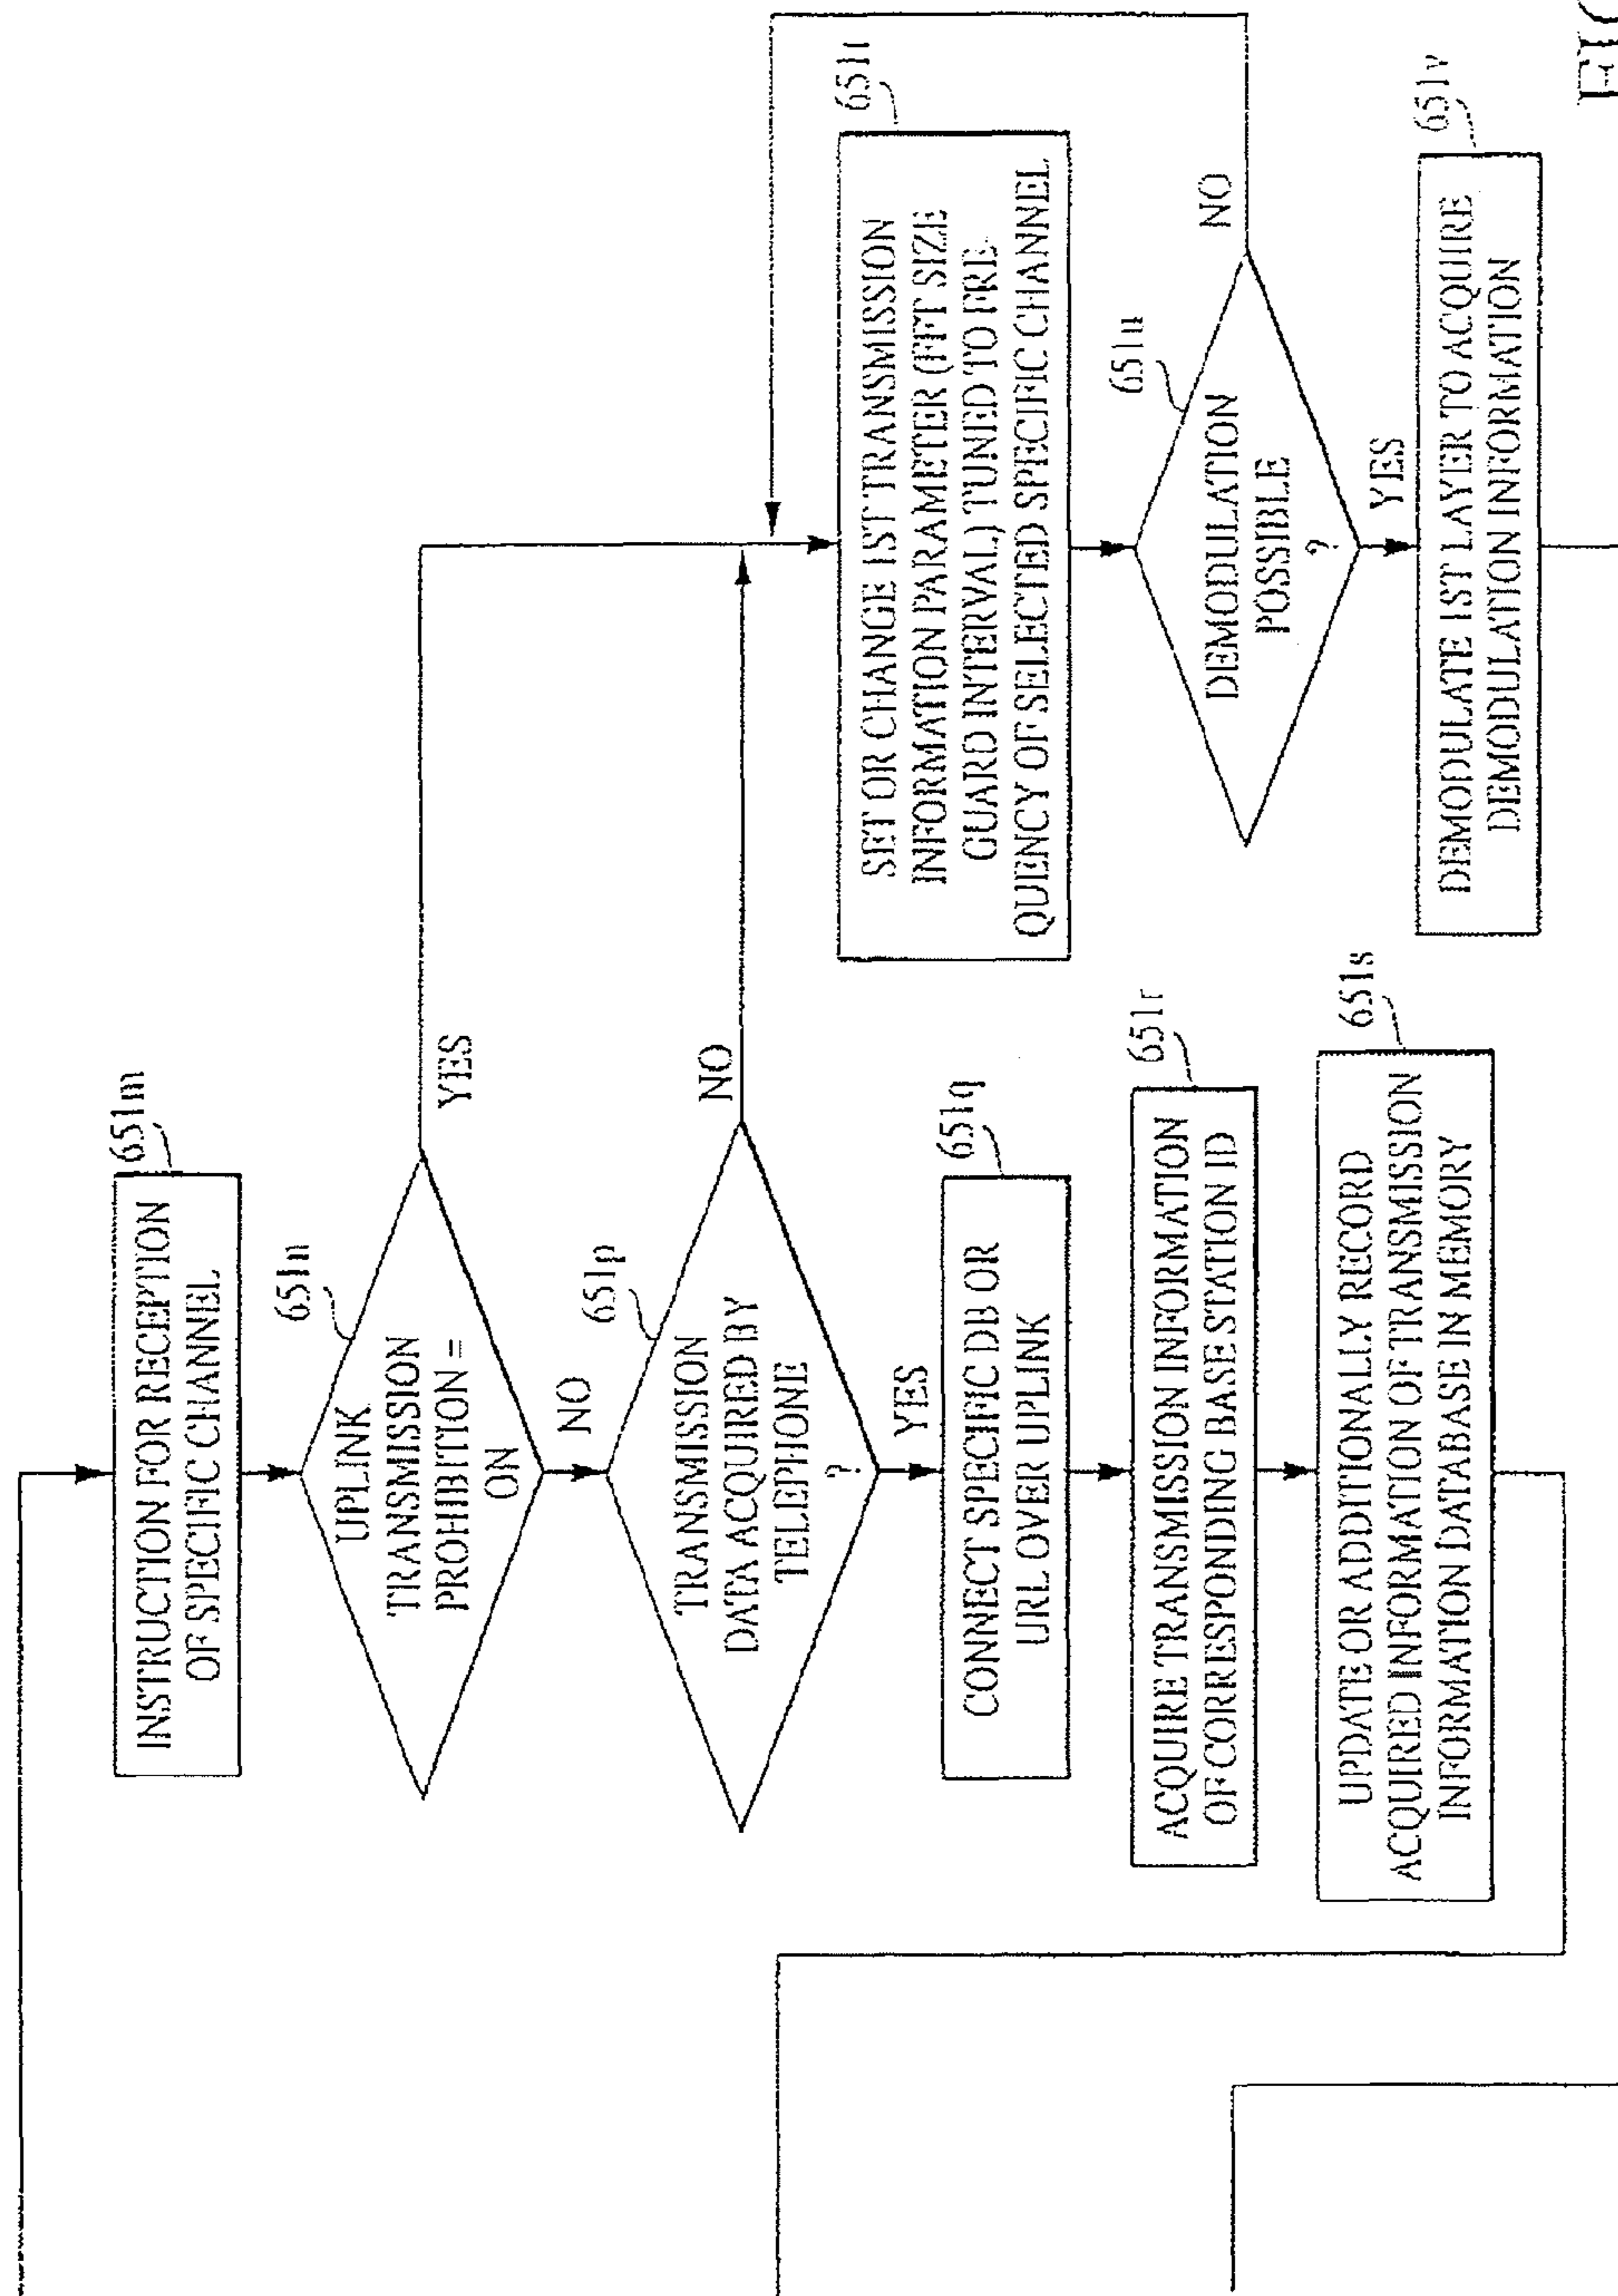 INSTRUCTION FOR RECEPTION
OF SPECIFIC CHANNEL
651m
UPLINK
TRANSMISSION
PROHIBITION =
ON
651n
YES
NO
TRANSMISSION
DATA ACQUIRED BY
TELEPHONE
?
651p
NO
YES
CONNECT SPECIFIC DB OR
URL OVER UPLINK
651q
ACQUIRE TRANSMISSION INFORMATION
OF CORRESPONDING BASE STATION ID
651r
UPDATE OR ADDITIONALLY RECORD
ACQUIRED INFORMATION OF TRANSMISSION
INFORMATION DATABASE IN MEMORY
651s
SET OR CHANGE 1ST TRANSMISSION
INFORMATION PARAMETER (FFT SIZE
GUARD INTERVAL) TUNED TO FRE-
QUENCY OF SELECTED SPECIFIC CHANNEL
651t
DEMODULATION
POSSIBLE
?
651u
NO
YES
DEMODULATE 1ST LAYER TO ACQUIRE
DEMODULATION INFORMATION
651v